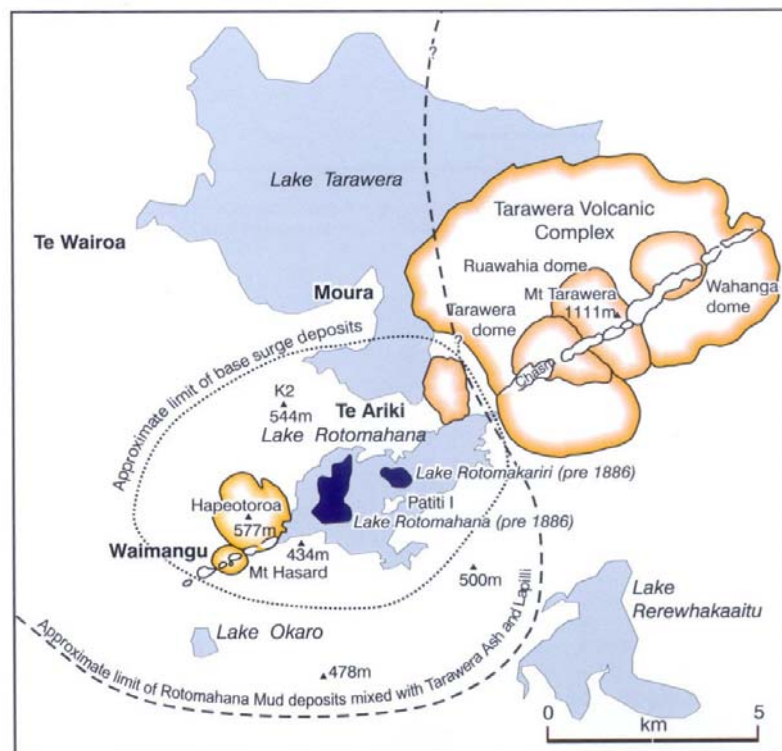 ?
Lake Tarawera
Tarawera Volcanic
Complex
Te Wairoa
Ruawahia dome
Mt Tarawera
1111m
Wahanga
dome
Moura
Tarawera
dome
?
Chasm
Approximate limit of base surge deposits
K2
544m
Te Ariki
Lake Rotomahana
Lake Rotomakariri (pre 1886)
Hapeotoroa
577m
Patiti I
Lake Rotomahana (pre 1886)
Waimangu
434m
Mt Hasard
500m
Lake
Rerewhakaaitu
Lake Okaro
478m
Approximate limit of Rotomahana Mud deposits mixed with Tarawera Ash and Lapilli
0 5
km